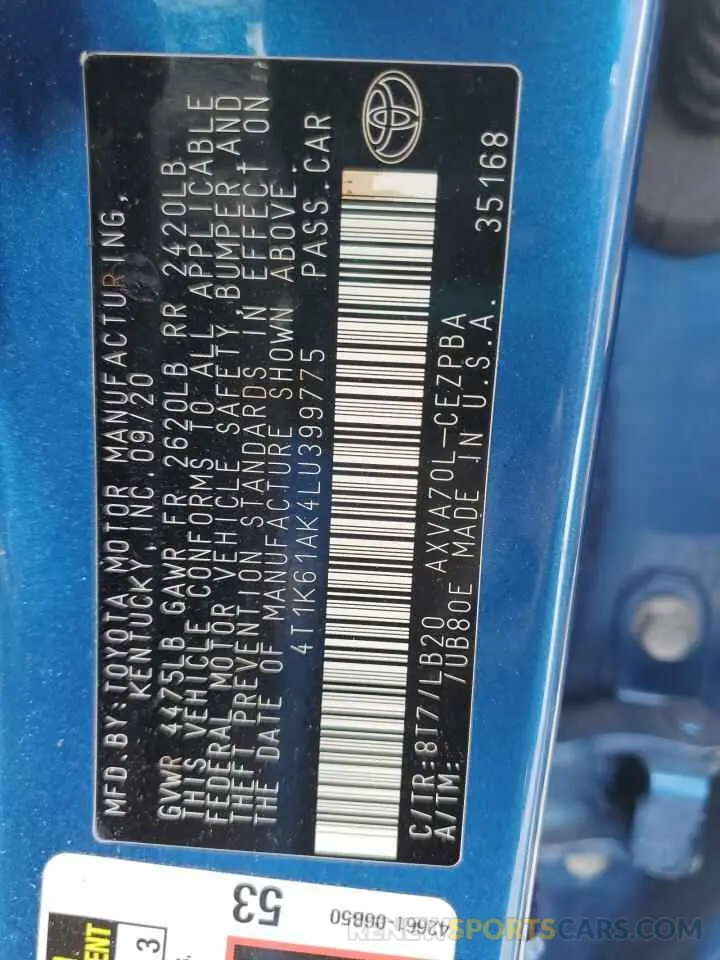 MFD.BY:TOYOTA MOTOR MANUFACTURING,
KENTUCKY,INC.09/20
GVWR 4475LB GAWR FR 2620LB RR 2420LB
THIS VEHICLE CONFORMS TO ALL APPLICABLE
FEDERAL MOTOR VEHICLE SAFETY,BUMPER,AND
THEFT PREVENTION STANDARDS IN EFFECT ON
THE DATE OF MANUFACTURE SHOWN ABOVE.
4T1K61AK4LU399775 PASS.CAR
C/TR:8T7/LB20 AXVA70L-CEZPBA
A/TM: /UB80E MADE IN U.S.A. 35168
53
42661-06B50
3
RENEWSPORTSCARS.COM